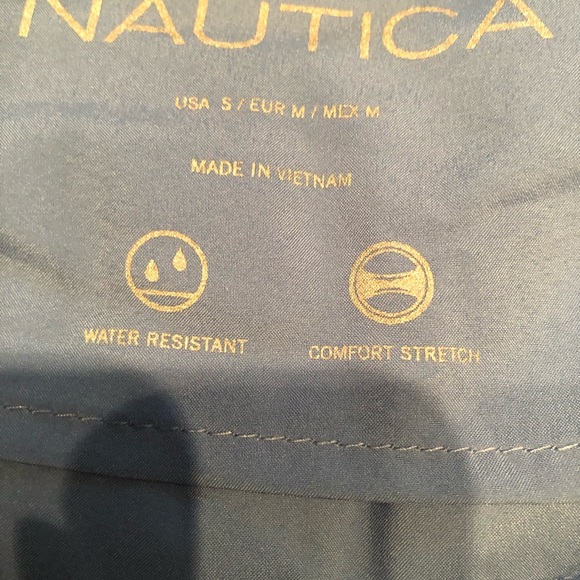 NAUTICA
USA S / EUR M / MEX M
MADE IN VIETNAM
WATER RESISTANT
COMFORT STRETCH